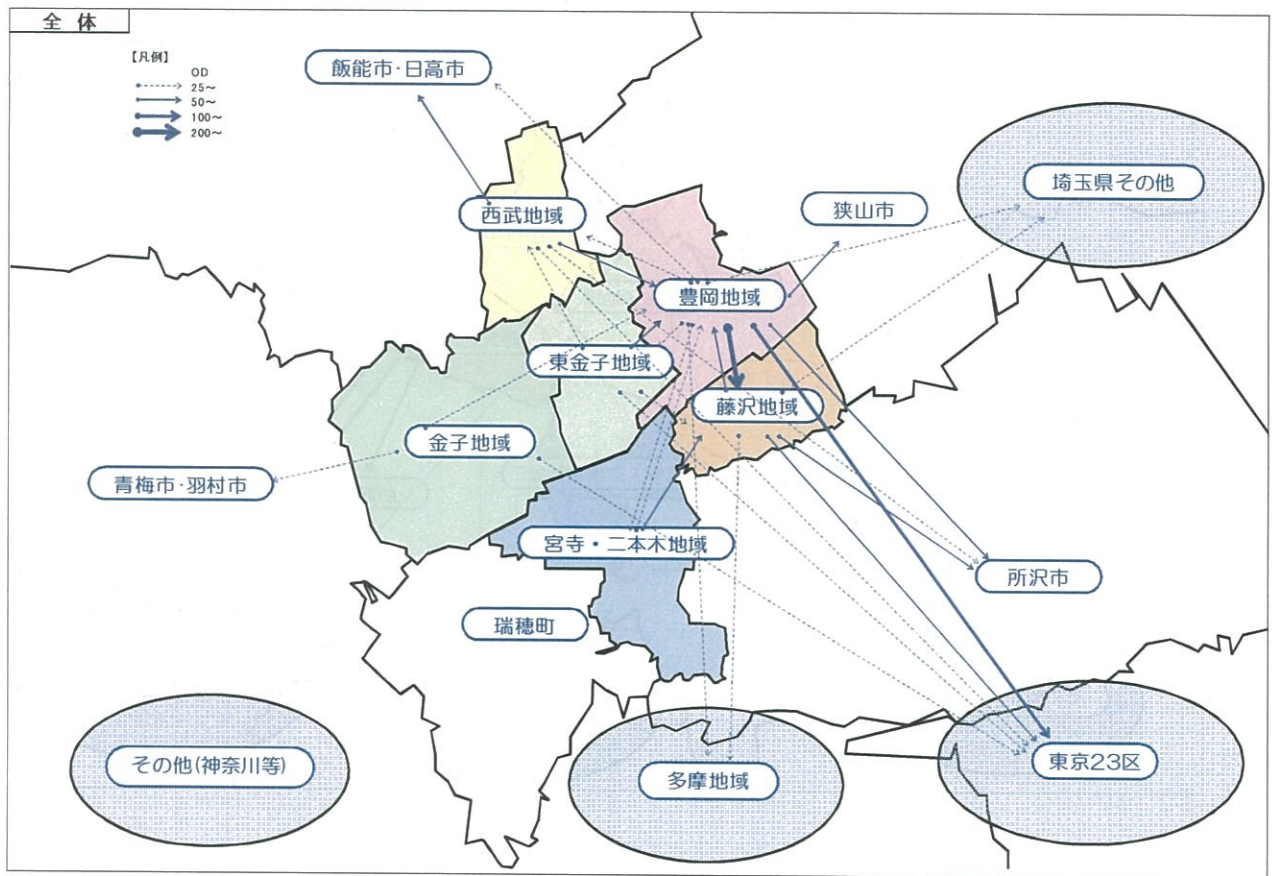 全 体
【凡例】
OD
25～
50～
100～
200～
飯能市・日高市
埼玉県その他
西武地域
狭山市
豊岡地域
東金子地域
藤沢地域
金子地域
青梅市・羽村市
宮寺・二本木地域
所沢市
瑞穂町
その他(神奈川等)
多摩地域
東京23区